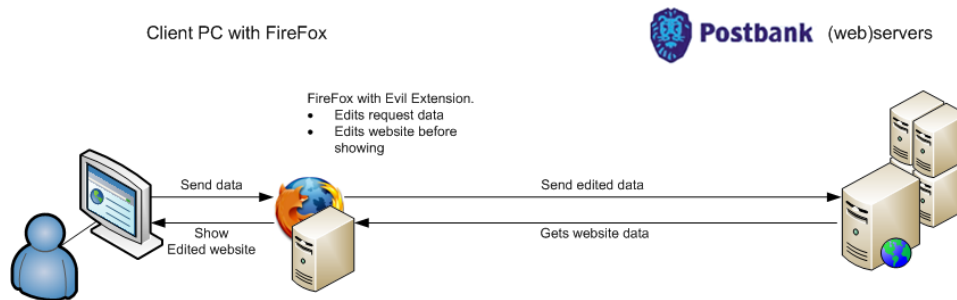 Client PC with FireFox
Postbank (web)servers
FireFox with Evil Extension.
• Edits request data
• Edits website before
showing
Send data
Send edited data
Show
Edited website
Gets website data